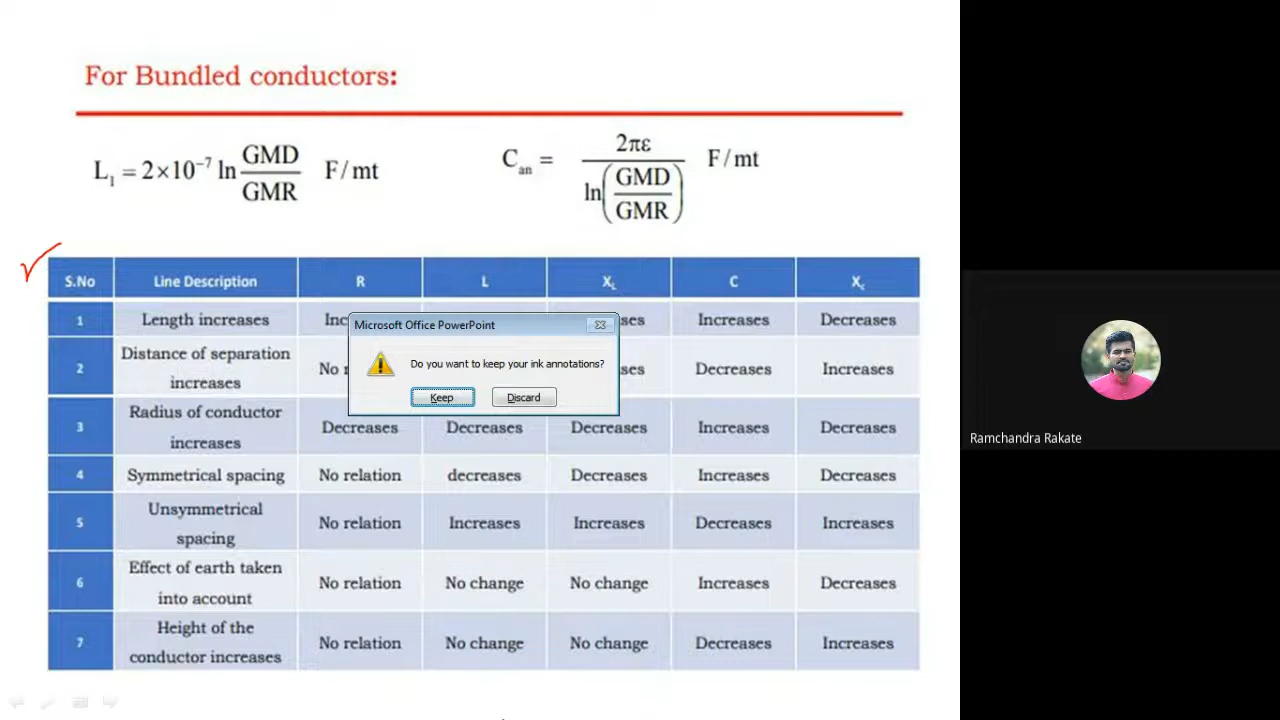 For Bundled conductors:
L₁ = 2×10⁻⁷ ln GMD/GMR F/mt
Cₐₙ = 2πε / ln(GMD/GMR) F/mt
S.No Line Description R L X_L C X_c
1 Length increases Inc ses Increases Decreases
2 Distance of separation increases No ses Decreases Increases
Microsoft Office PowerPoint
Do you want to keep your ink annotations?
Keep Discard
3 Radius of conductor increases Decreases Decreases Decreases Increases Decreases
4 Symmetrical spacing No relation decreases Decreases Increases Decreases
5 Unsymmetrical spacing No relation Increases Increases Decreases Increases
6 Effect of earth taken into account No relation No change No change Increases Decreases
7 Height of the conductor increases No relation No change No change Decreases Increases
Ramchandra Rakate